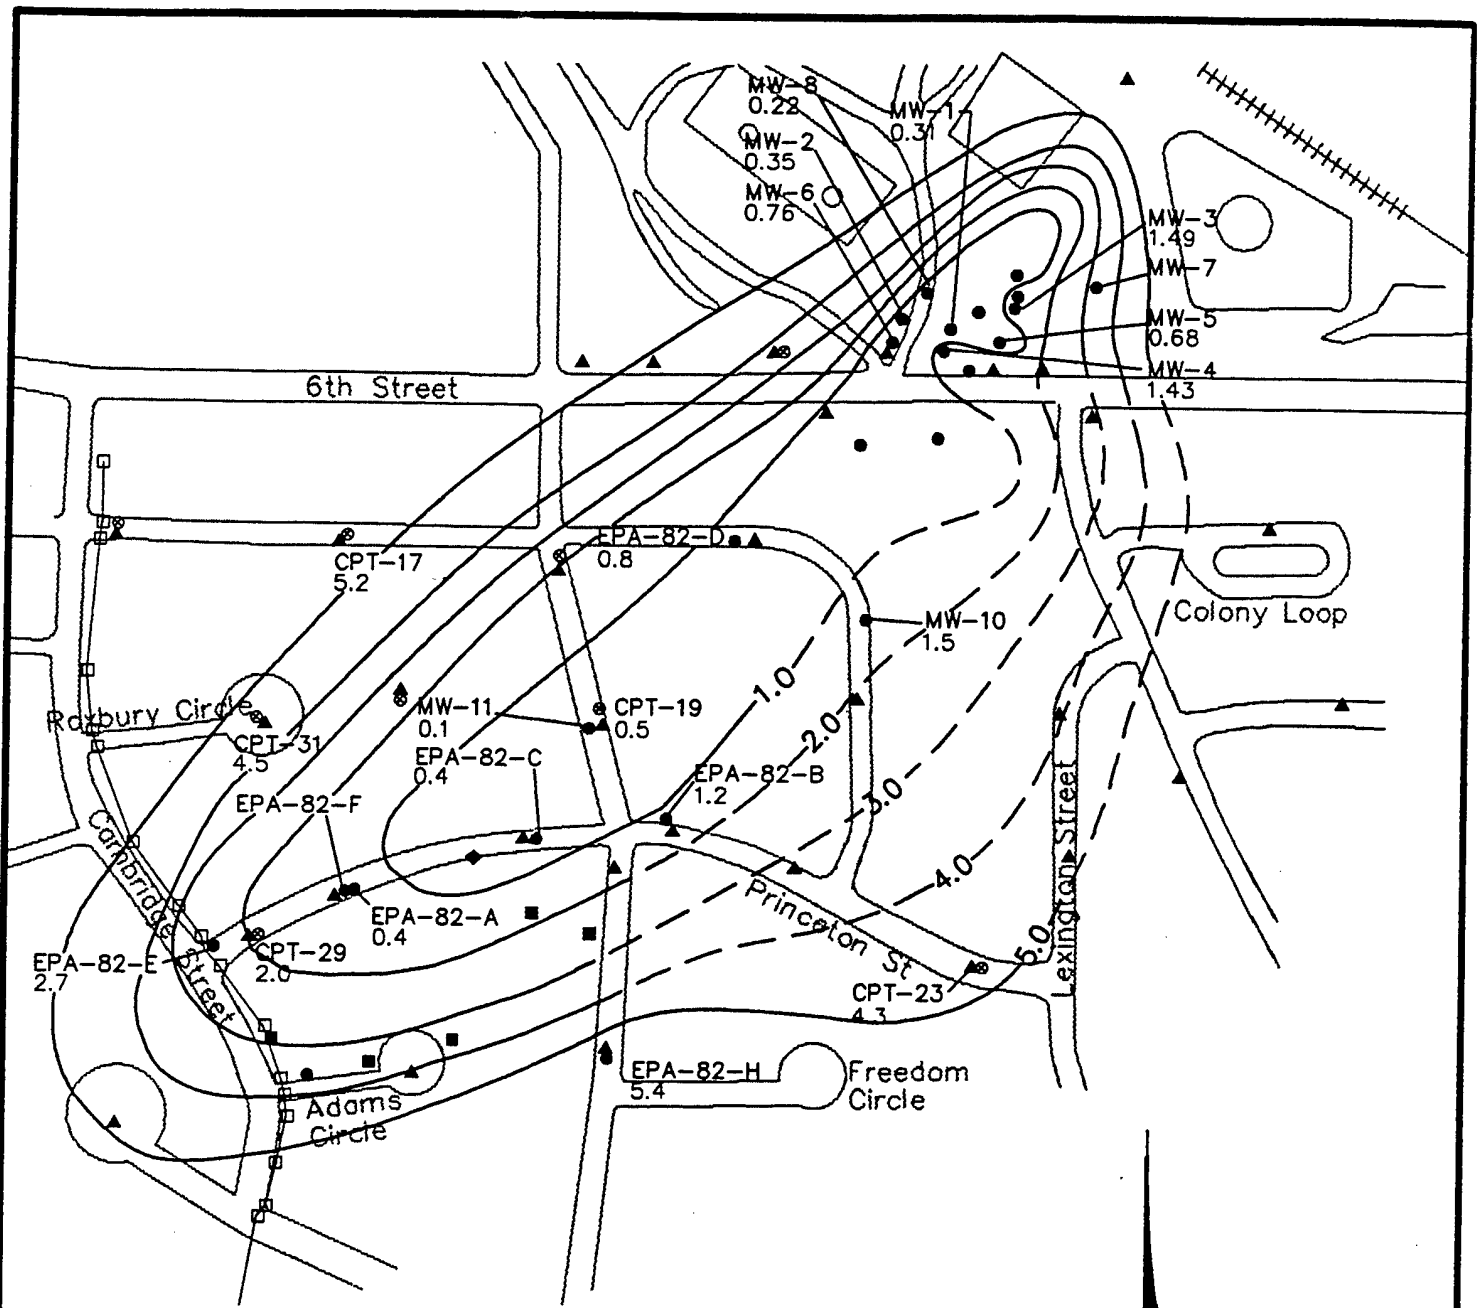 MW-8
0.22
MW-1
0.31
MW-2
0.35
MW-6
0.76
MW-3
1.49
MW-7
MW-5
0.68
MW-4
1.43
6th Street
EPA-82-D
0.8
CPT-17
5.2
Colony Loop
MW-10
1.5
1.0
Roxbury Circle
MW-11
0.1
CPT-19
0.5
2.0
CPT-31
4.5
EPA-82-C
0.4
EPA-82-B
1.2
3.0
EPA-82-F
Cambridge Street
Lexington Street
4.0
Princeton St
EPA-82-A
0.4
5.0
CPT-29
2.0
EPA-82-E
2.7
CPT-23
4.3
EPA-82-H
5.4
Freedom
Circle
Adams
Circle